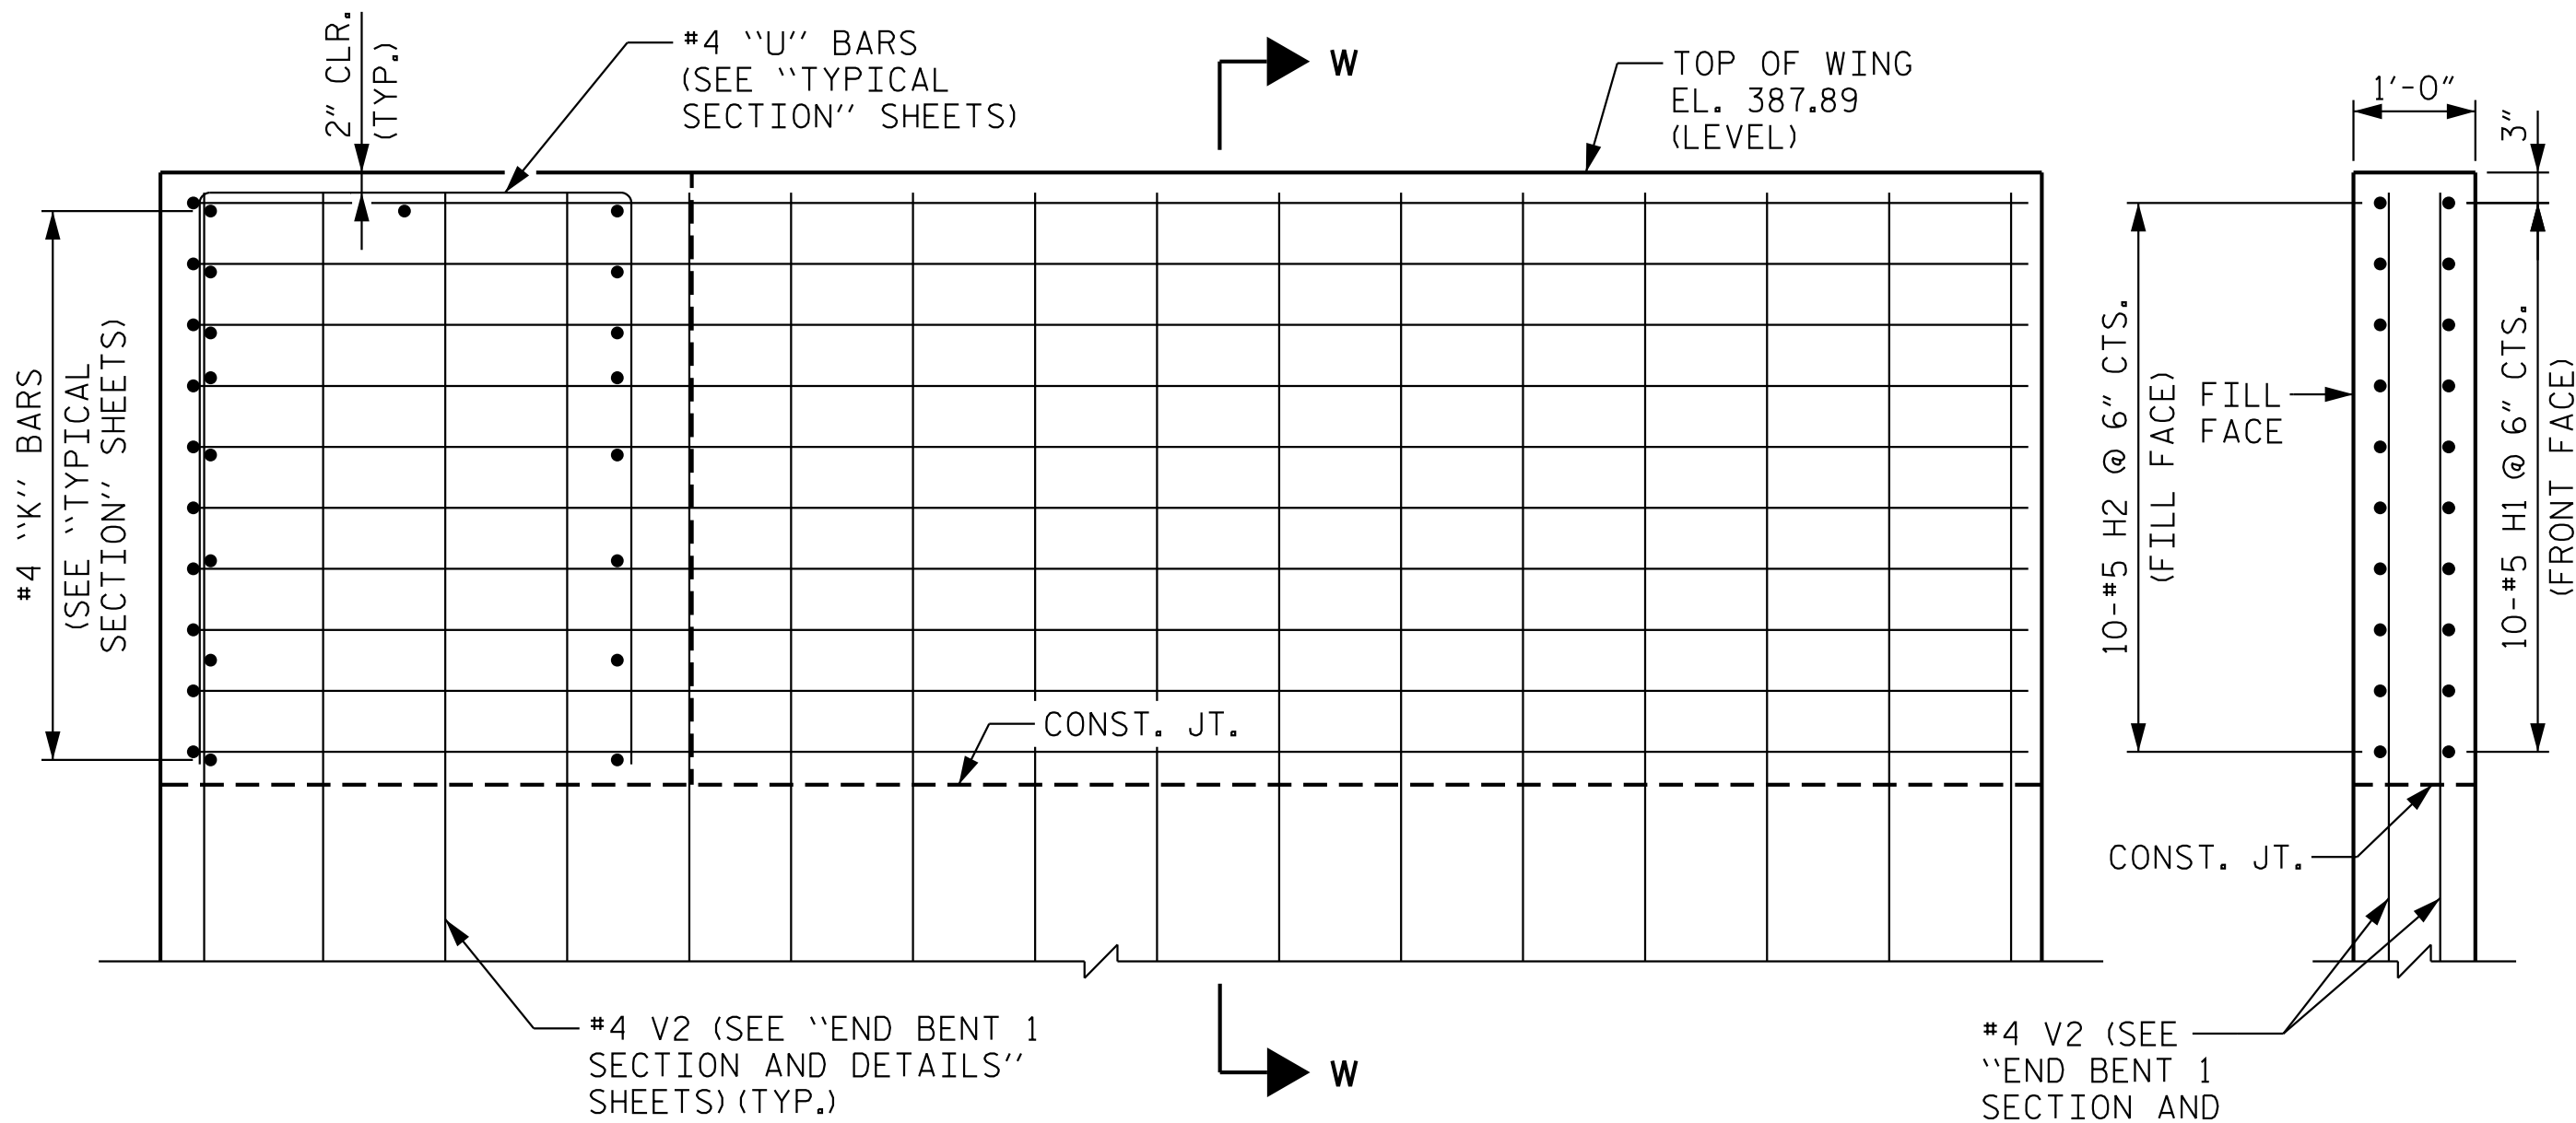 2" CLR.
(TYP.)
#4 ``U'' BARS
(SEE ``TYPICAL
SECTION'' SHEETS)
W
TOP OF WING
EL. 387.89
(LEVEL)
1'-0"
3"
#4 ``K'' BARS
(SEE ``TYPICAL
SECTION'' SHEETS)
10-#5 H2 @ 6" CTS.
(FILL FACE)
FILL
FACE
10-#5 H1 @ 6" CTS.
(FRONT FACE)
CONST. JT.
CONST. JT.
#4 V2 (SEE ``END BENT 1
SECTION AND DETAILS''
SHEETS)(TYP.)
W
#4 V2 (SEE
``END BENT 1
SECTION AND